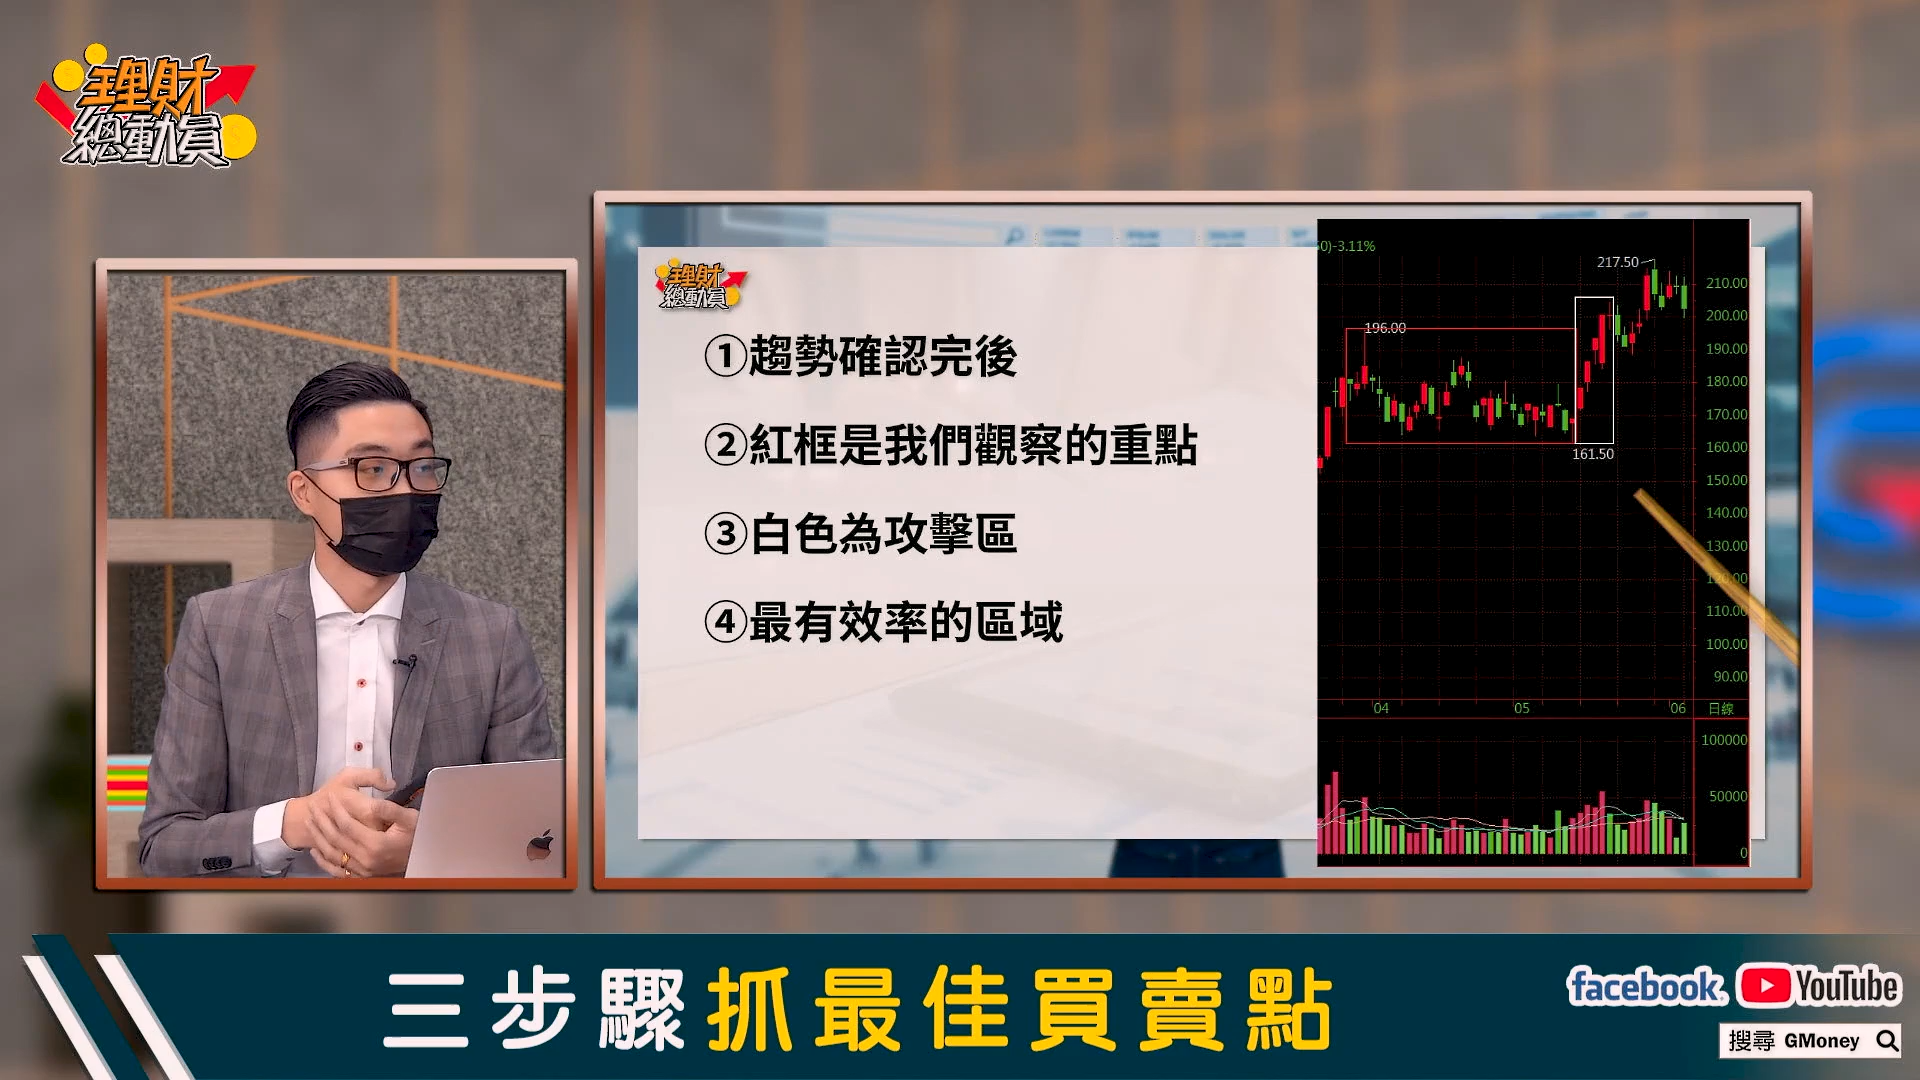 理財
總動員
理財
總動員
①趨勢確認完後
②紅框是我們觀察的重點
③白色為攻擊區
④最有效率的區域
50)-3.11%
217.50
196.00
161.50
210.00
200.00
190.00
180.00
170.00
160.00
150.00
140.00
130.00
120.00
110.00
100.00
90.00
04
05
06
日線
100000
50000
0
三步驟抓最佳買賣點
facebook.
YouTube
搜尋 GMoney